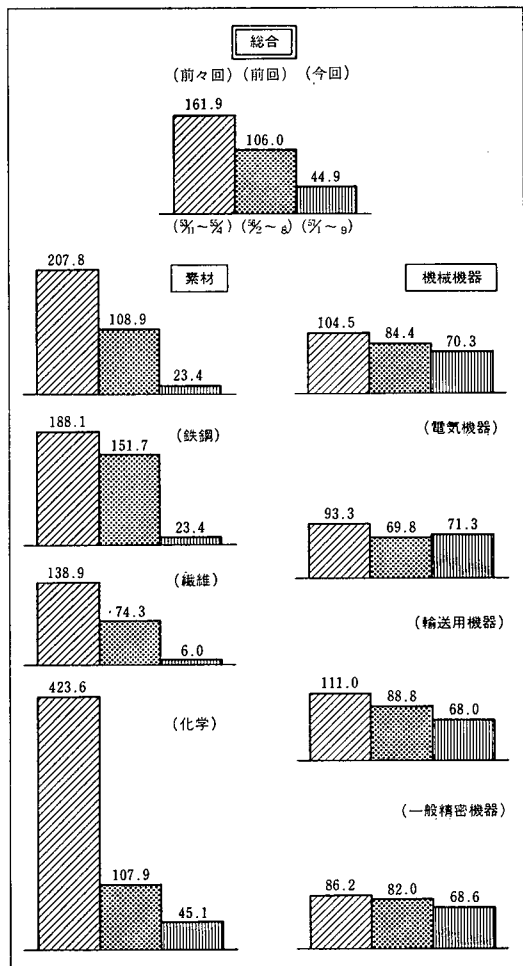 総合
(前々回) (前回) (今回)
161.9
106.0
44.9
(53/11～55/4) (56/2～8) (57/1～9)
素材
207.8
108.9
23.4
機械機器
104.5
84.4
70.3
(鉄鋼)
188.1
151.7
23.4
(電気機器)
93.3
69.8
71.3
(繊維)
138.9
74.3
6.0
(輸送用機器)
111.0
88.8
68.0
(化学)
423.6
107.9
45.1
(一般精密機器)
86.2
82.0
68.6